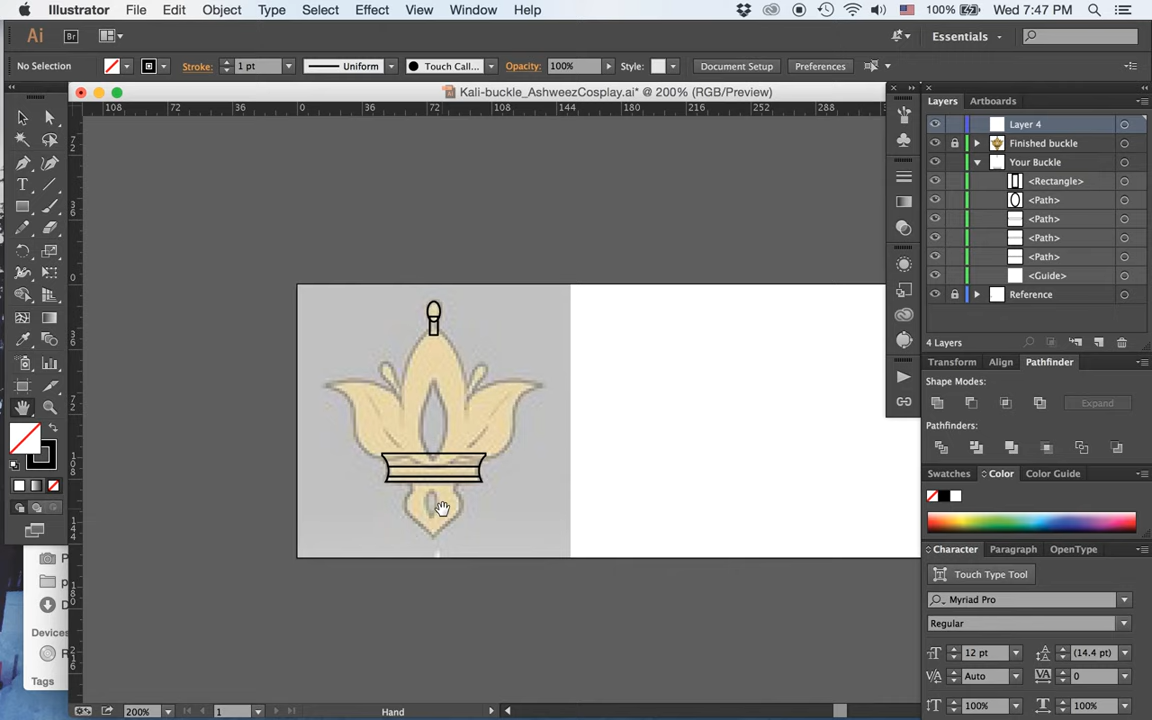 Illustrator File Edit Object Type Select Effect View Window Help 100% Wed 7:47 PM
Ai Br Essentials
No Selection Stroke: 1 pt Uniform Touch Call... Opacity: 100% Style: Document Setup Preferences
Kali-buckle_AshweezCosplay.ai* @ 200% (RGB/Preview)
108 72 36 0 36 72 108 144 180 216 252 288
Layers Artboards
Layer 4
Finished buckle
Your Buckle
<Rectangle>
<Path>
<Path>
<Path>
<Path>
<Guide>
Reference
4 Layers
Transform Align Pathfinder
Shape Modes:
Expand
Pathfinders:
Swatches Color Color Guide
Character Paragraph OpenType
Touch Type Tool
Myriad Pro
Regular
12 pt (14.4 pt)
Auto 0
100% 100%
Devices
Tags
200% 1 Hand